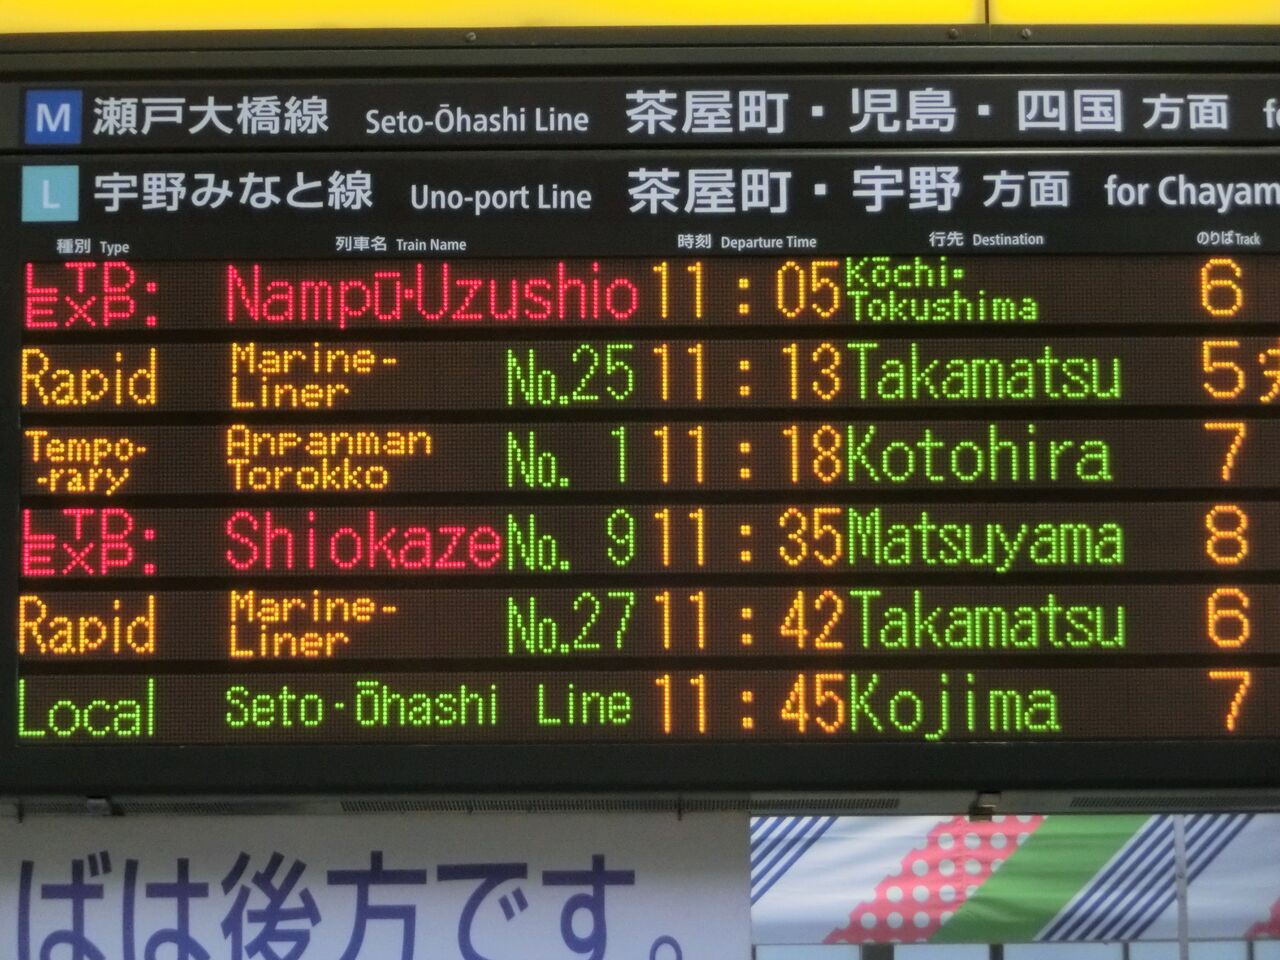 M 瀬戸大橋線 Seto-Ōhashi Line 茶屋町・児島・四国 方面
L 宇野みなと線 Uno-port Line 茶屋町・宇野 方面 for Chayam
種別 Type 列車名 Train Name 時刻 Departure Time 行先 Destination のりば Track
LTD. EXP. Nampū・Uzushio 11:05 Kōchi・Tokushima 6
Rapid Marine-Liner No.25 11:13 Takamatsu 5
Tempo--rary Anpanman Torokko No. 1 11:18 Kotohira 7
LTD. EXP. Shiokaze No. 9 11:35 Matsuyama 8
Rapid Marine-Liner No.27 11:42 Takamatsu 6
Local Seto-Ōhashi Line 11:45 Kojima 7
ばは後方です。